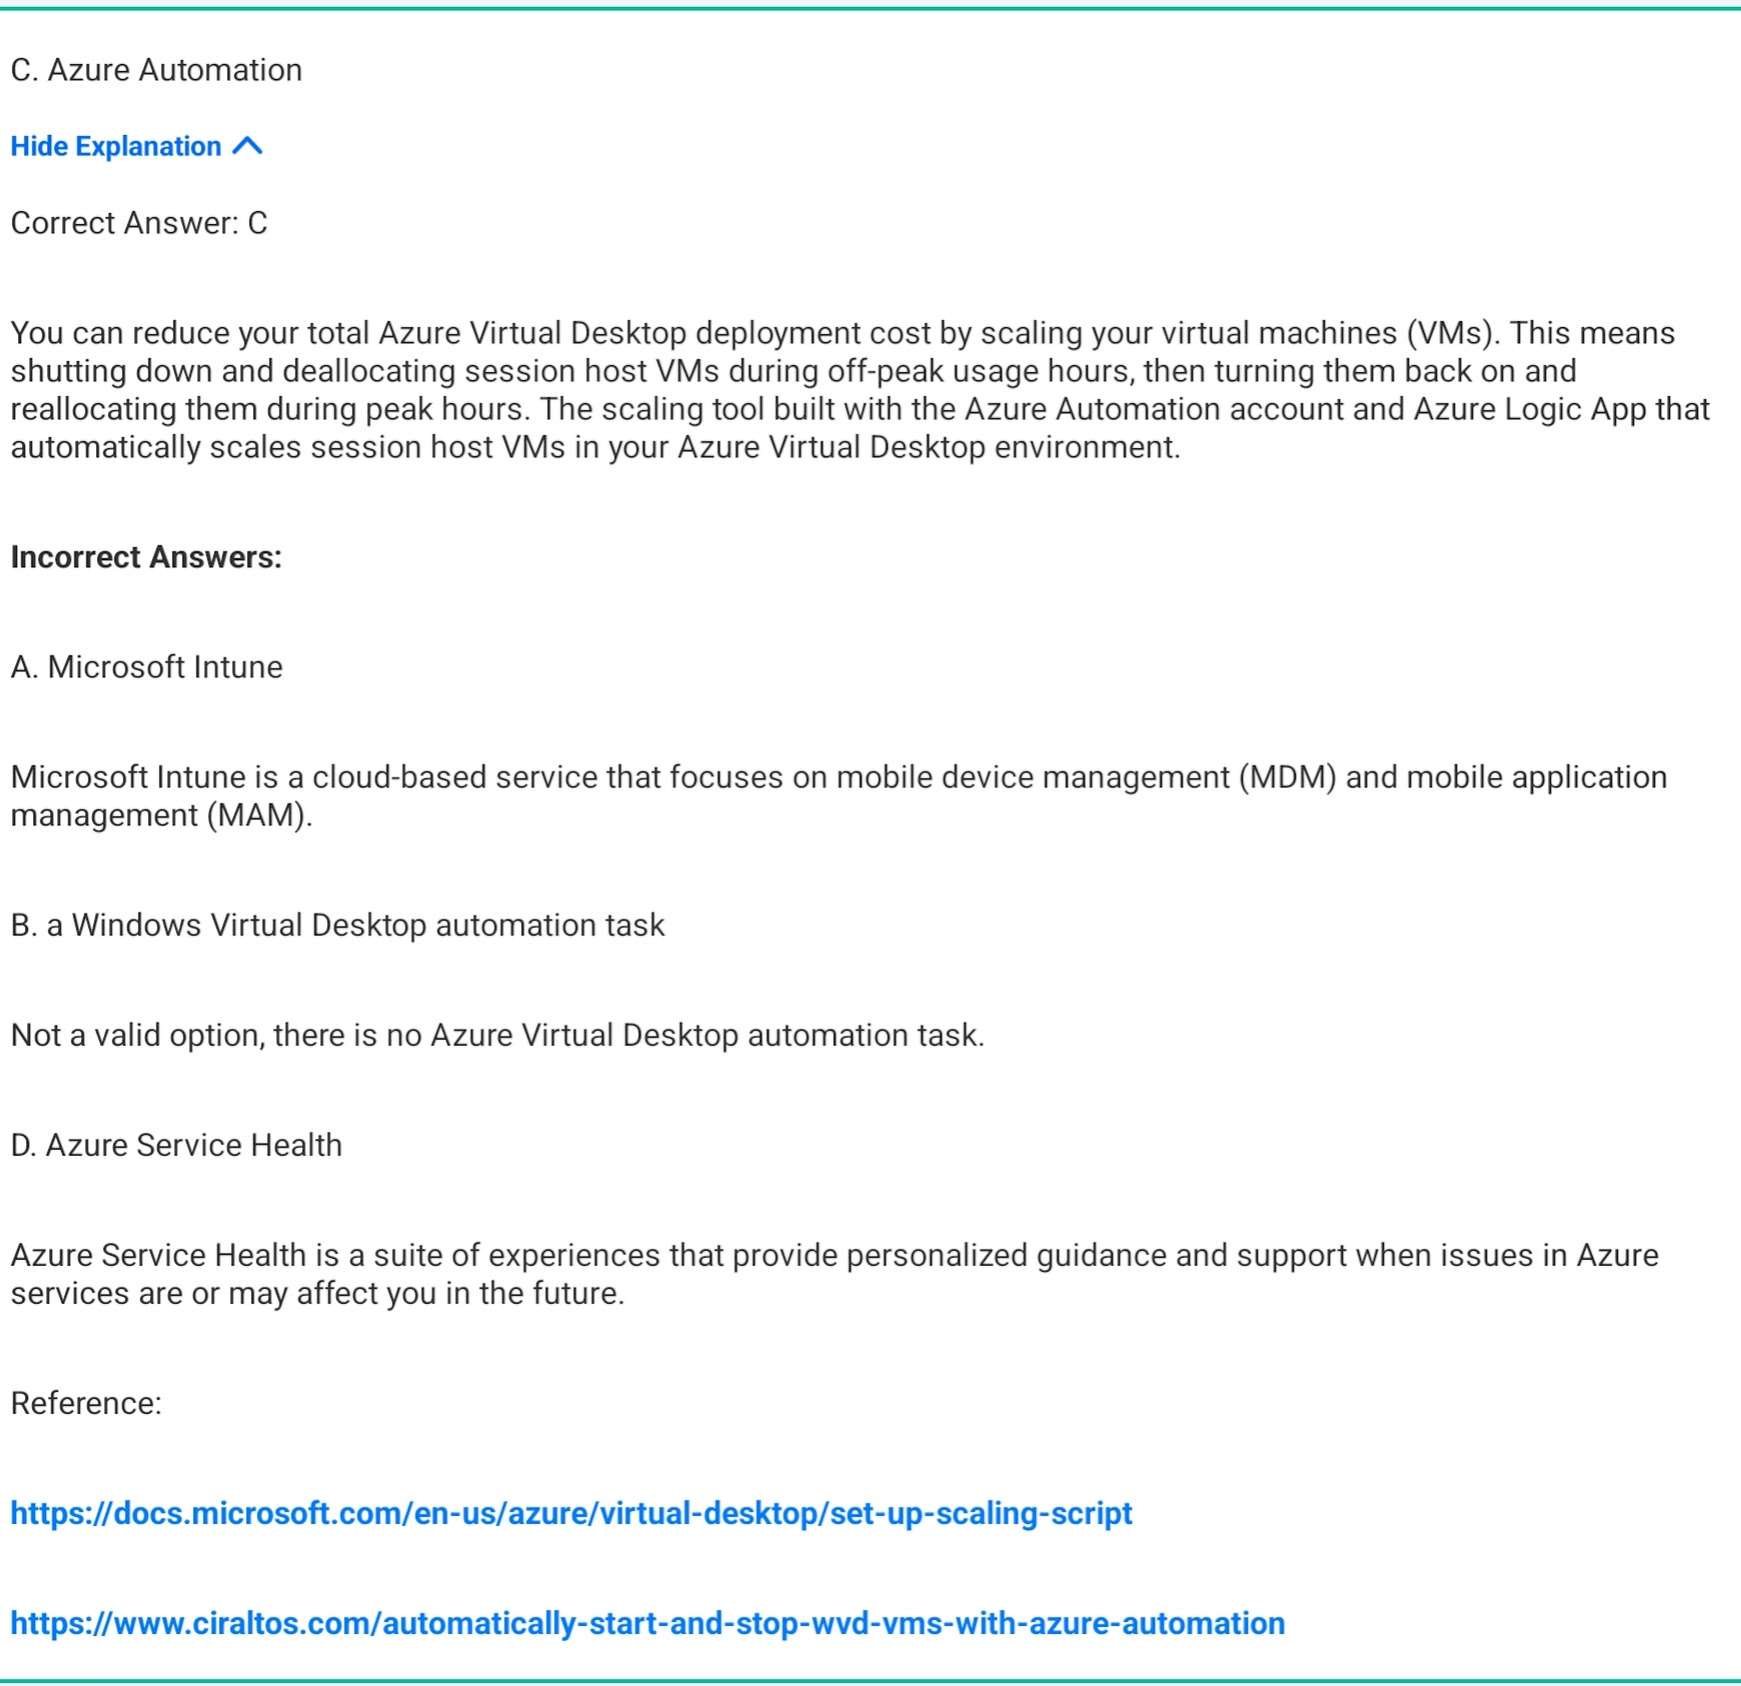 C. Azure Automation
Hide Explanation
Correct Answer: C
You can reduce your total Azure Virtual Desktop deployment cost by scaling your virtual machines (VMs). This means
shutting down and deallocating session host VMs during off-peak usage hours, then turning them back on and
reallocating them during peak hours. The scaling tool built with the Azure Automation account and Azure Logic App that
automatically scales session host VMs in your Azure Virtual Desktop environment.
Incorrect Answers:
A. Microsoft Intune
Microsoft Intune is a cloud-based service that focuses on mobile device management (MDM) and mobile application
management (MAM).
B. a Windows Virtual Desktop automation task
Not a valid option, there is no Azure Virtual Desktop automation task.
D. Azure Service Health
Azure Service Health is a suite of experiences that provide personalized guidance and support when issues in Azure
services are or may affect you in the future.
Reference:
https://docs.microsoft.com/en-us/azure/virtual-desktop/set-up-scaling-script
https://www.ciraltos.com/automatically-start-and-stop-wvd-vms-with-azure-automation